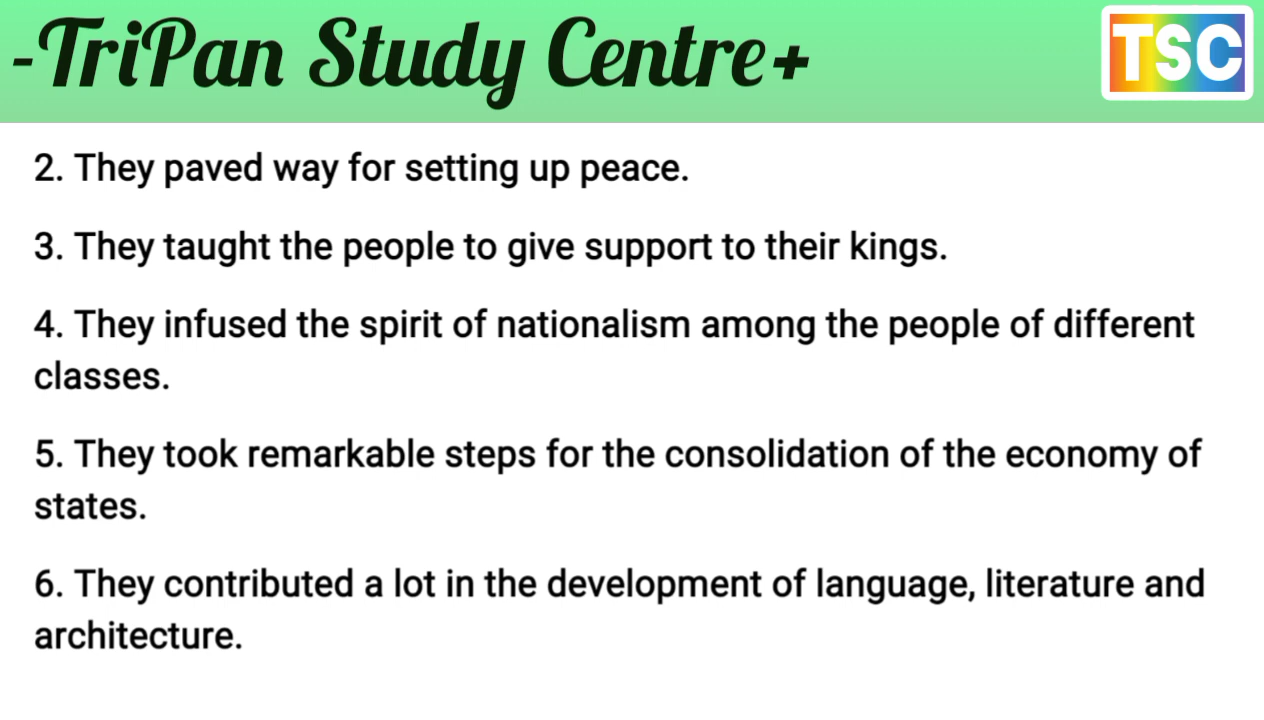 -TriPan Study Centre+
TSC
2. They paved way for setting up peace.
3. They taught the people to give support to their kings.
4. They infused the spirit of nationalism among the people of different
classes.
5. They took remarkable steps for the consolidation of the economy of
states.
6. They contributed a lot in the development of language, literature and
architecture.